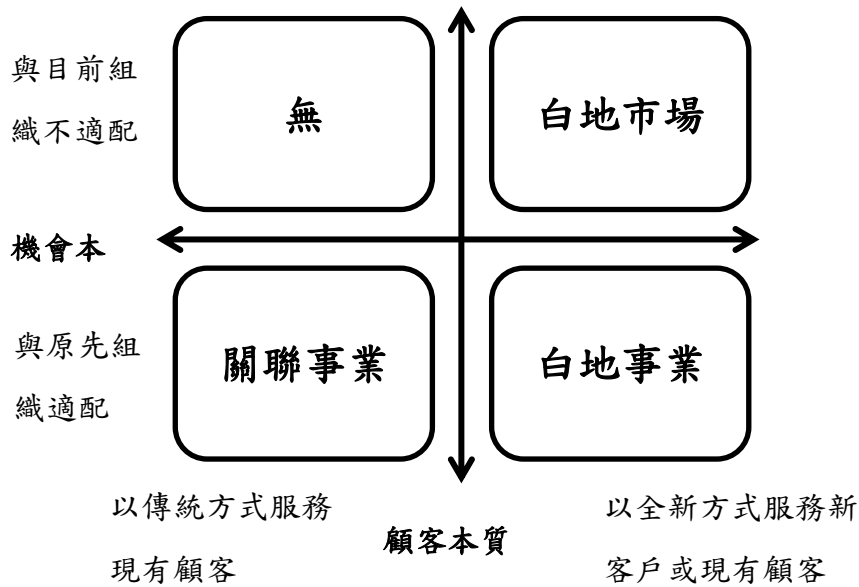 與目前組
織不適配
無
白地市場
機會本
與原先組
織適配
關聯事業
白地事業
以傳統方式服務
現有顧客
顧客本質
以全新方式服務新
客戶或現有顧客